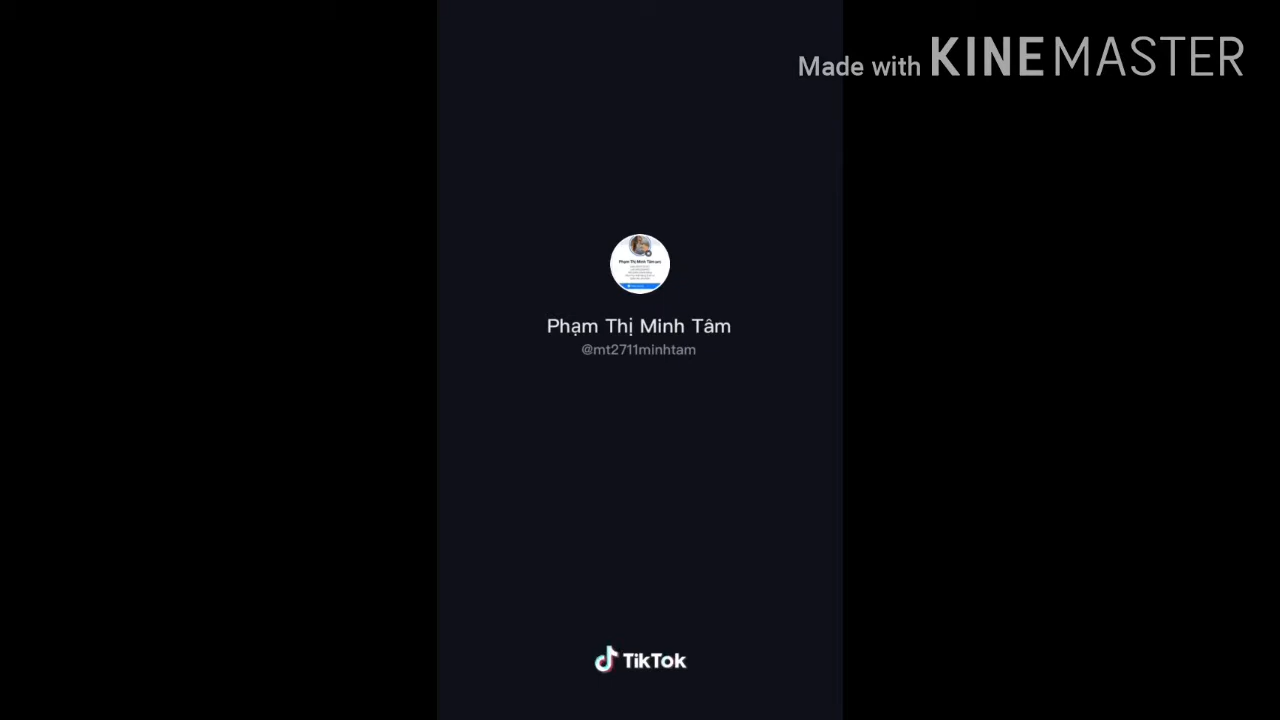 Made with KINEMASTER
Phạm Thị Minh Tâm
@mt2711minhtam
TikTok